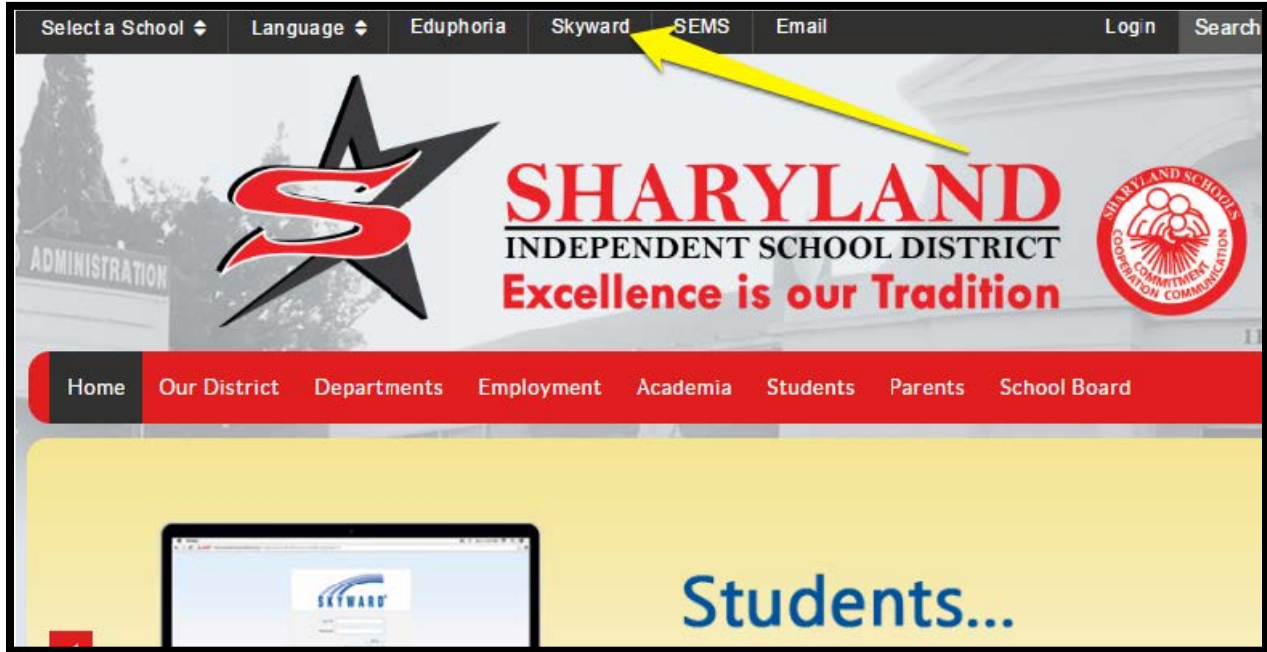 Select a School Language Eduphoria Skyward SEMS Email Login Search
S
SHARYLAND
INDEPENDENT SCHOOL DISTRICT
Excellence is our Tradition
SHARYLAND SCHOOLS
COOPERATION COMMITMENT COMMUNICATION
ADMINISTRATION
Home Our District Departments Employment Academia Students Parents School Board
SKYWARD
Students...